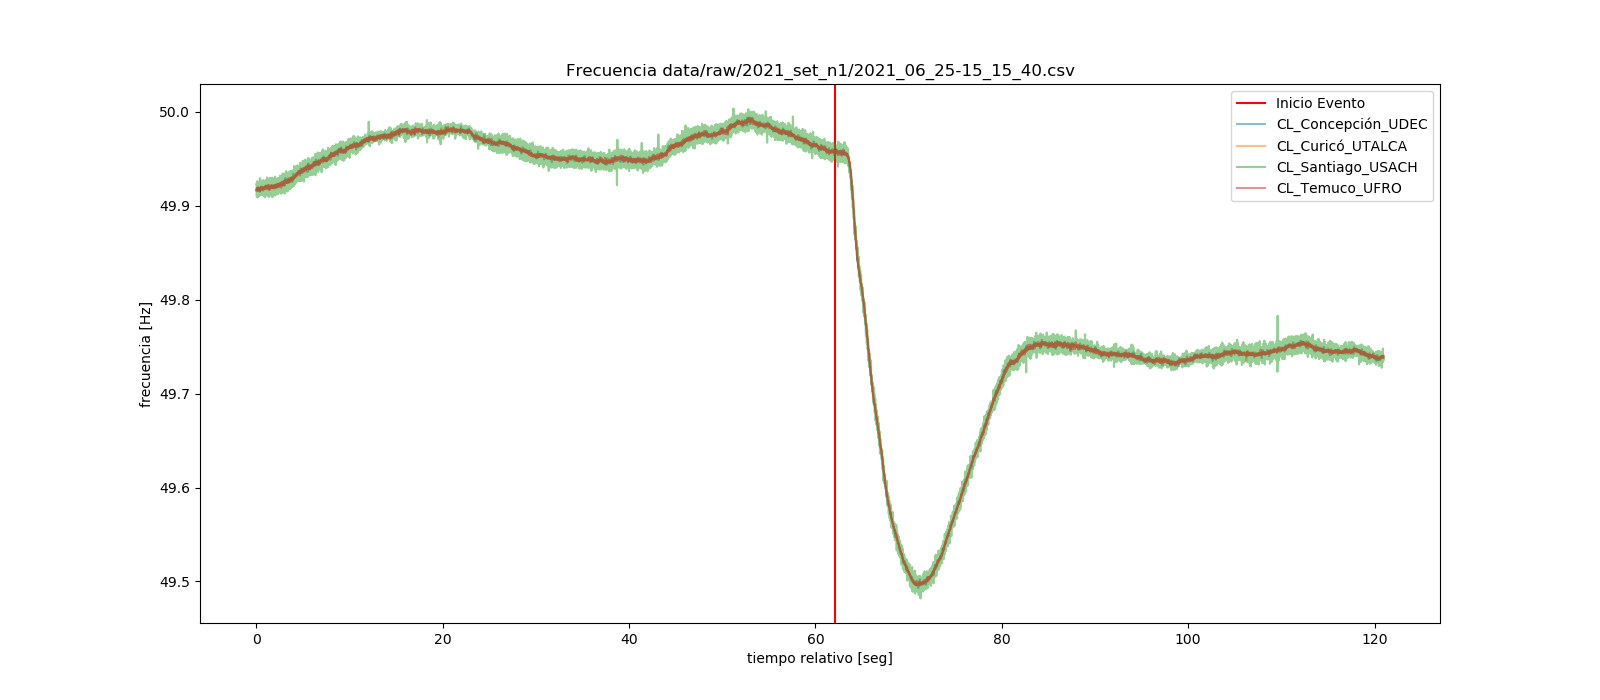 Frecuencia data/raw/2021_set_n1/2021_06_25-15_15_40.csv
50.0
49.9
49.8
49.7
49.6
49.5
frecuencia [Hz]
Inicio Evento
CL_Concepción_UDEC
CL_Curicó_UTALCA
CL_Santiago_USACH
CL_Temuco_UFRO
0 20 40 60 80 100 120
tiempo relativo [seg]